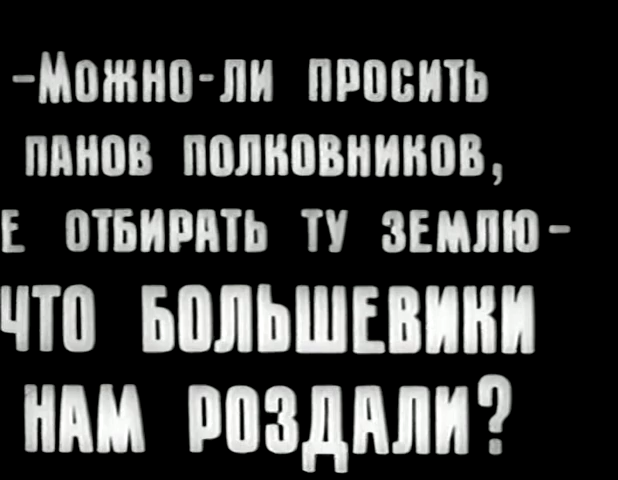 -Можно-ли просить
панов полковников,
Е отбирать ту землю-
что большевики
нам роздали?